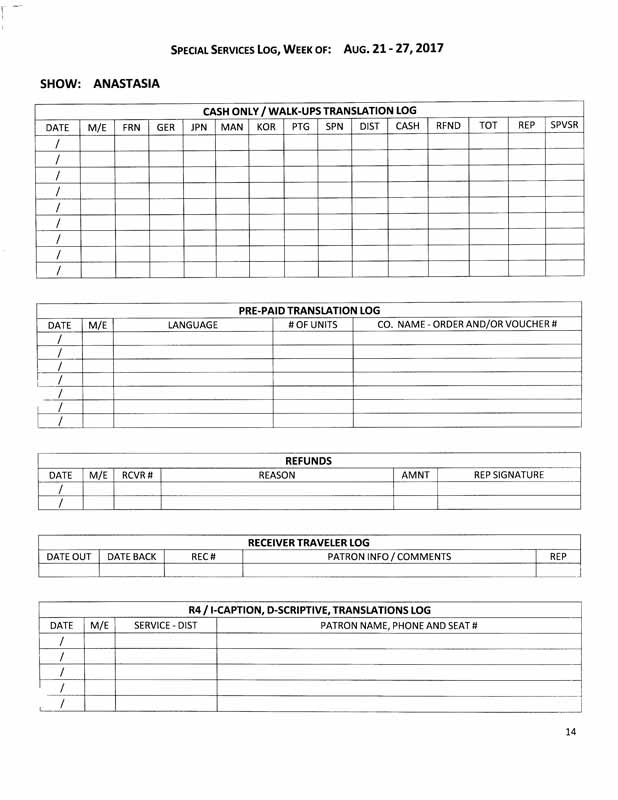 SPECIAL SERVICES LOG, WEEK OF: AUG. 21 - 27, 2017
SHOW: ANASTASIA
CASH ONLY / WALK-UPS TRANSLATION LOG
DATE M/E FRN GER JPN MAN KOR PTG SPN DIST CASH RFND TOT REP SPVSR
/
/
/
/
/
/
/
/
/
PRE-PAID TRANSLATION LOG
DATE M/E LANGUAGE # OF UNITS CO. NAME - ORDER AND/OR VOUCHER #
/
/
/
/
/
/
/
REFUNDS
DATE M/E RCVR # REASON AMNT REP SIGNATURE
/
/
RECEIVER TRAVELER LOG
DATE OUT DATE BACK REC # PATRON INFO / COMMENTS REP
R4 / I-CAPTION, D-SCRIPTIVE, TRANSLATIONS LOG
DATE M/E SERVICE - DIST PATRON NAME, PHONE AND SEAT #
/
/
/
/
/
14